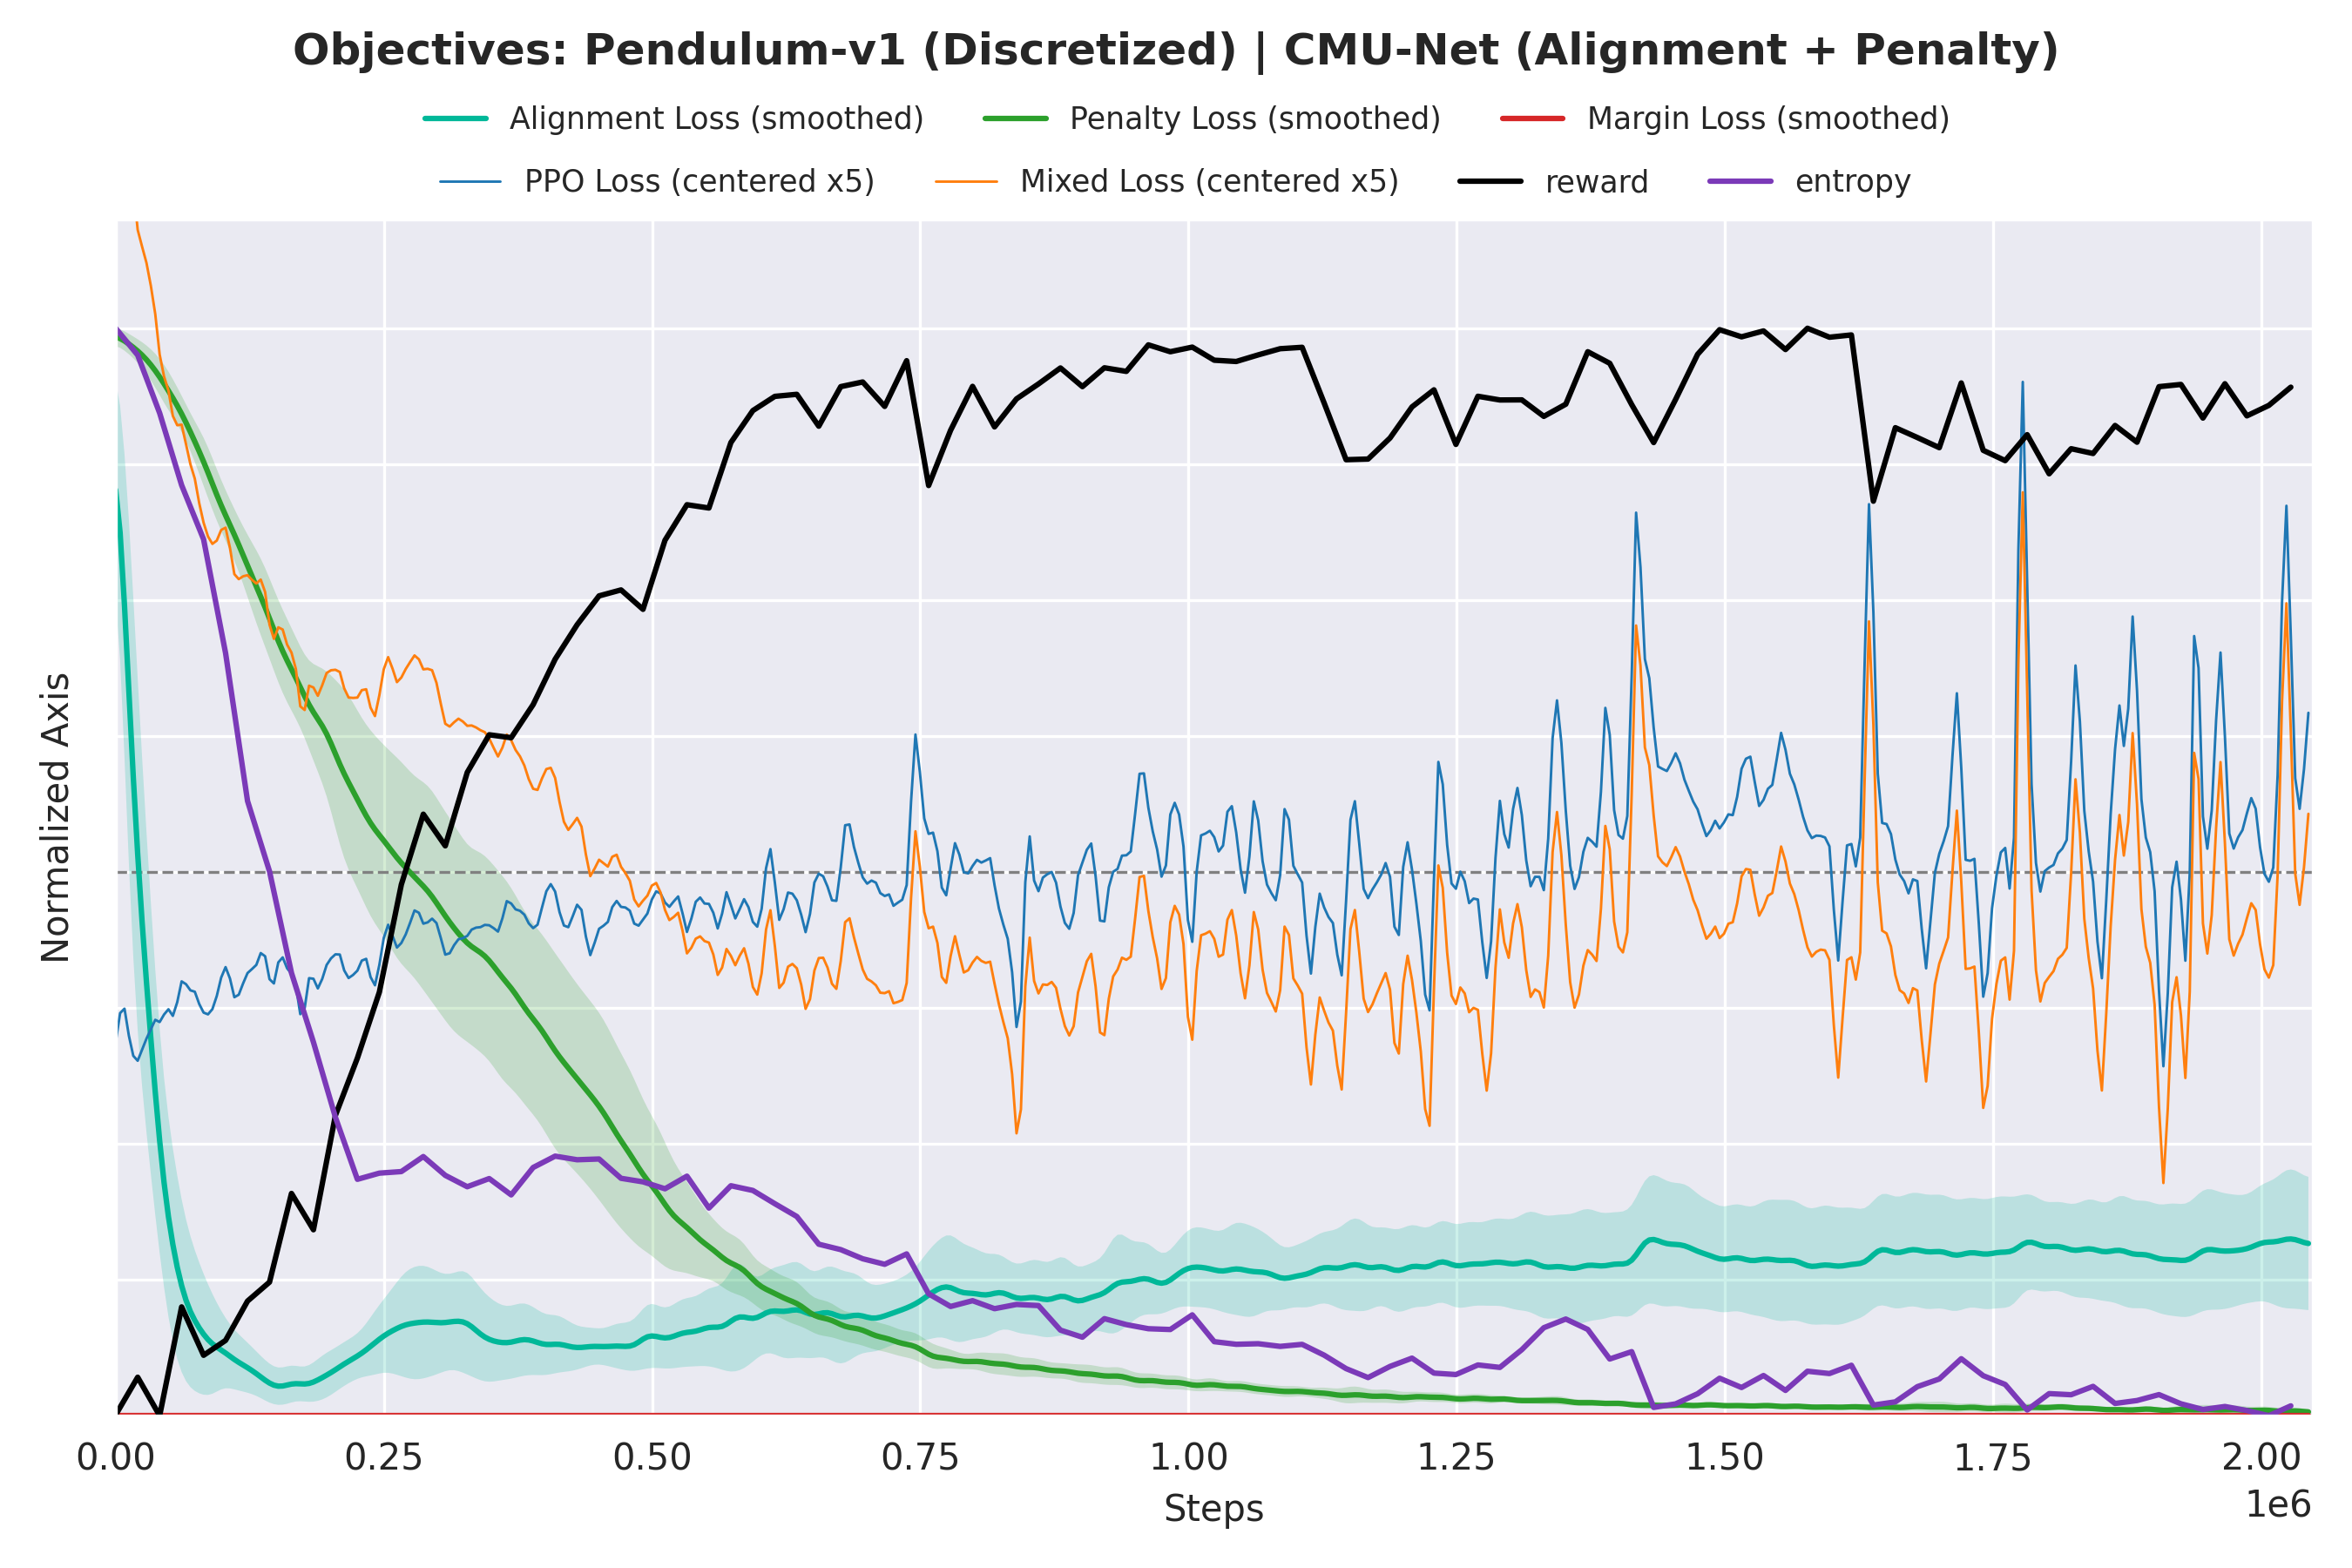 Objectives: Pendulum-v1 (Discretized) | CMU-Net (Alignment + Penalty)
Alignment Loss (smoothed) Penalty Loss (smoothed) Margin Loss (smoothed)
PPO Loss (centered x5) Mixed Loss (centered x5) reward entropy
Normalized Axis
0.00 0.25 0.50 0.75 1.00 1.25 1.50 1.75 2.00
1e6
Steps